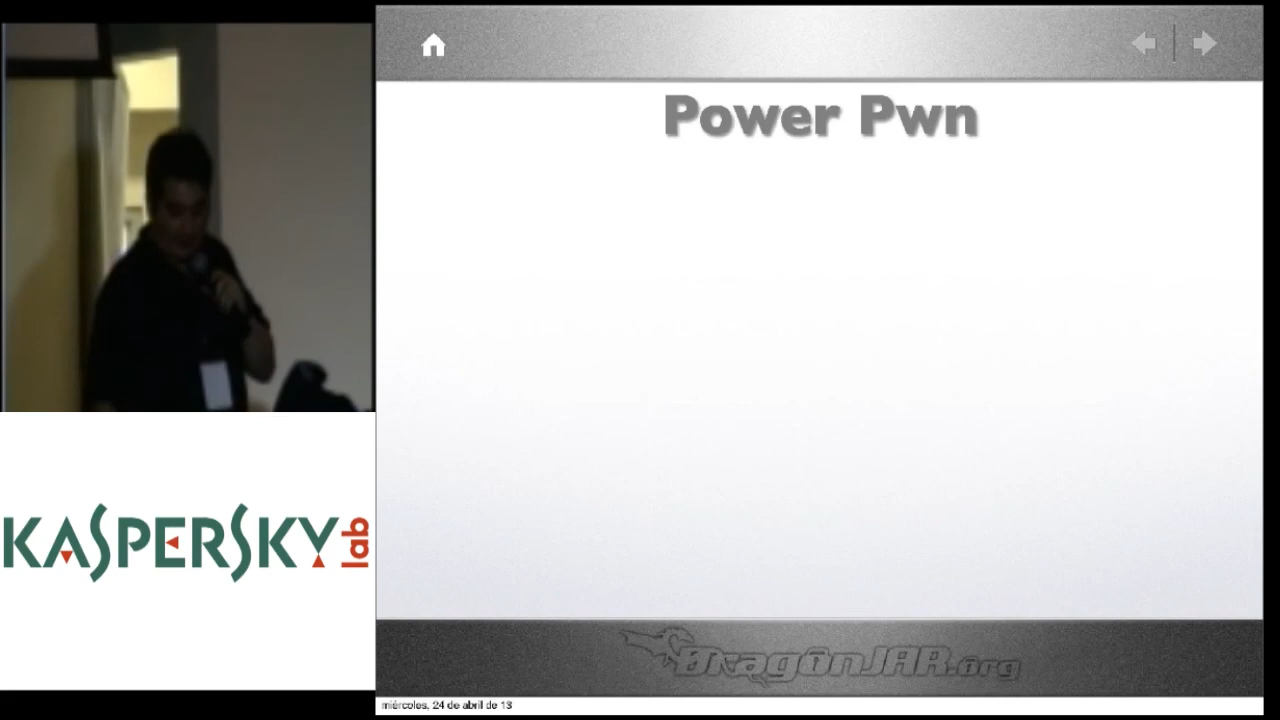 Power Pwn
KASPERSKY lab
DragonJAR.org
miércoles, 24 de abril de 13